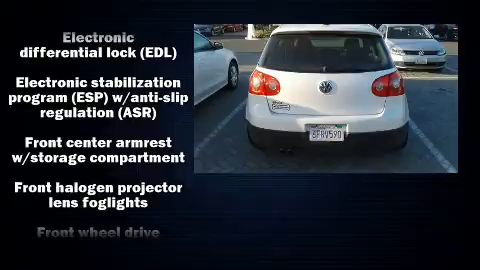 Electronic
differential lock (EDL)
Electronic stabilization
program (ESP) w/anti-slip
regulation (ASR)
Front center armrest
w/storage compartment
Front halogen projector
lens foglights
Front wheel drive